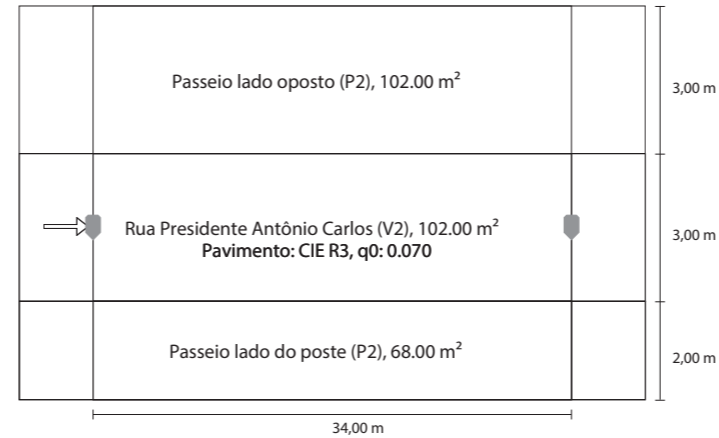 Passeio lado oposto (P2), 102.00 m²
3,00 m
Rua Presidente Antônio Carlos (V2), 102.00 m²
Pavimento: CIE R3, q0: 0.070
3,00 m
Passeio lado do poste (P2), 68.00 m²
2,00 m
34,00 m